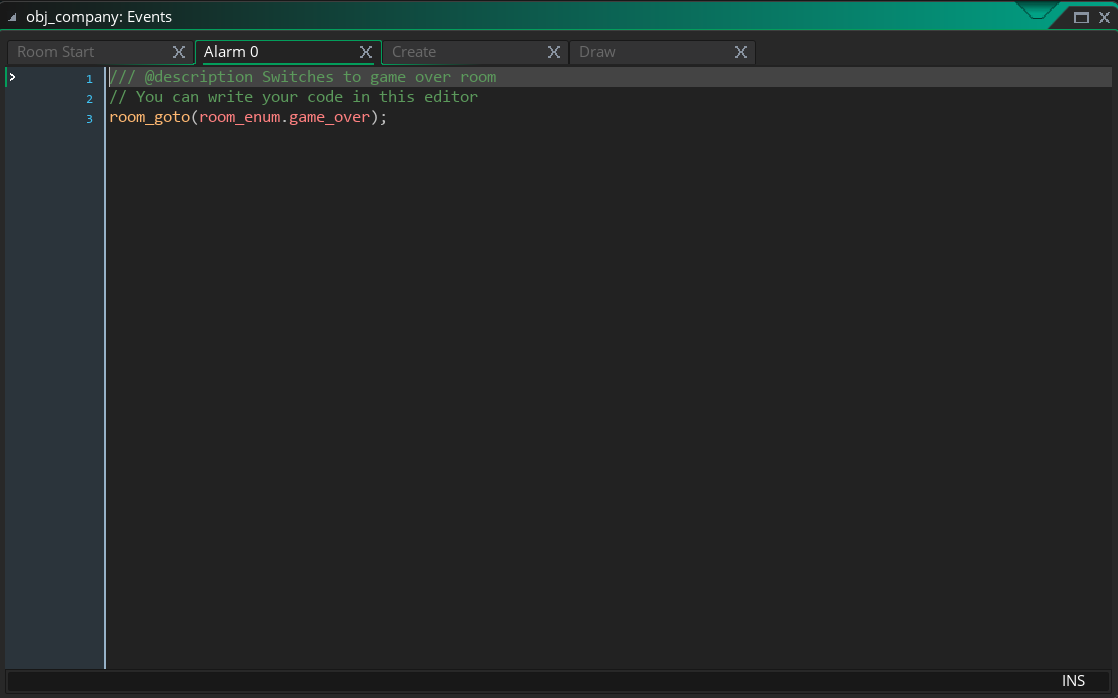 obj_company: Events
Room Start X Alarm 0 X Create X Draw X
1 /// @description Switches to game over room
2 // You can write your code in this editor
3 room_goto(room_enum.game_over);
INS